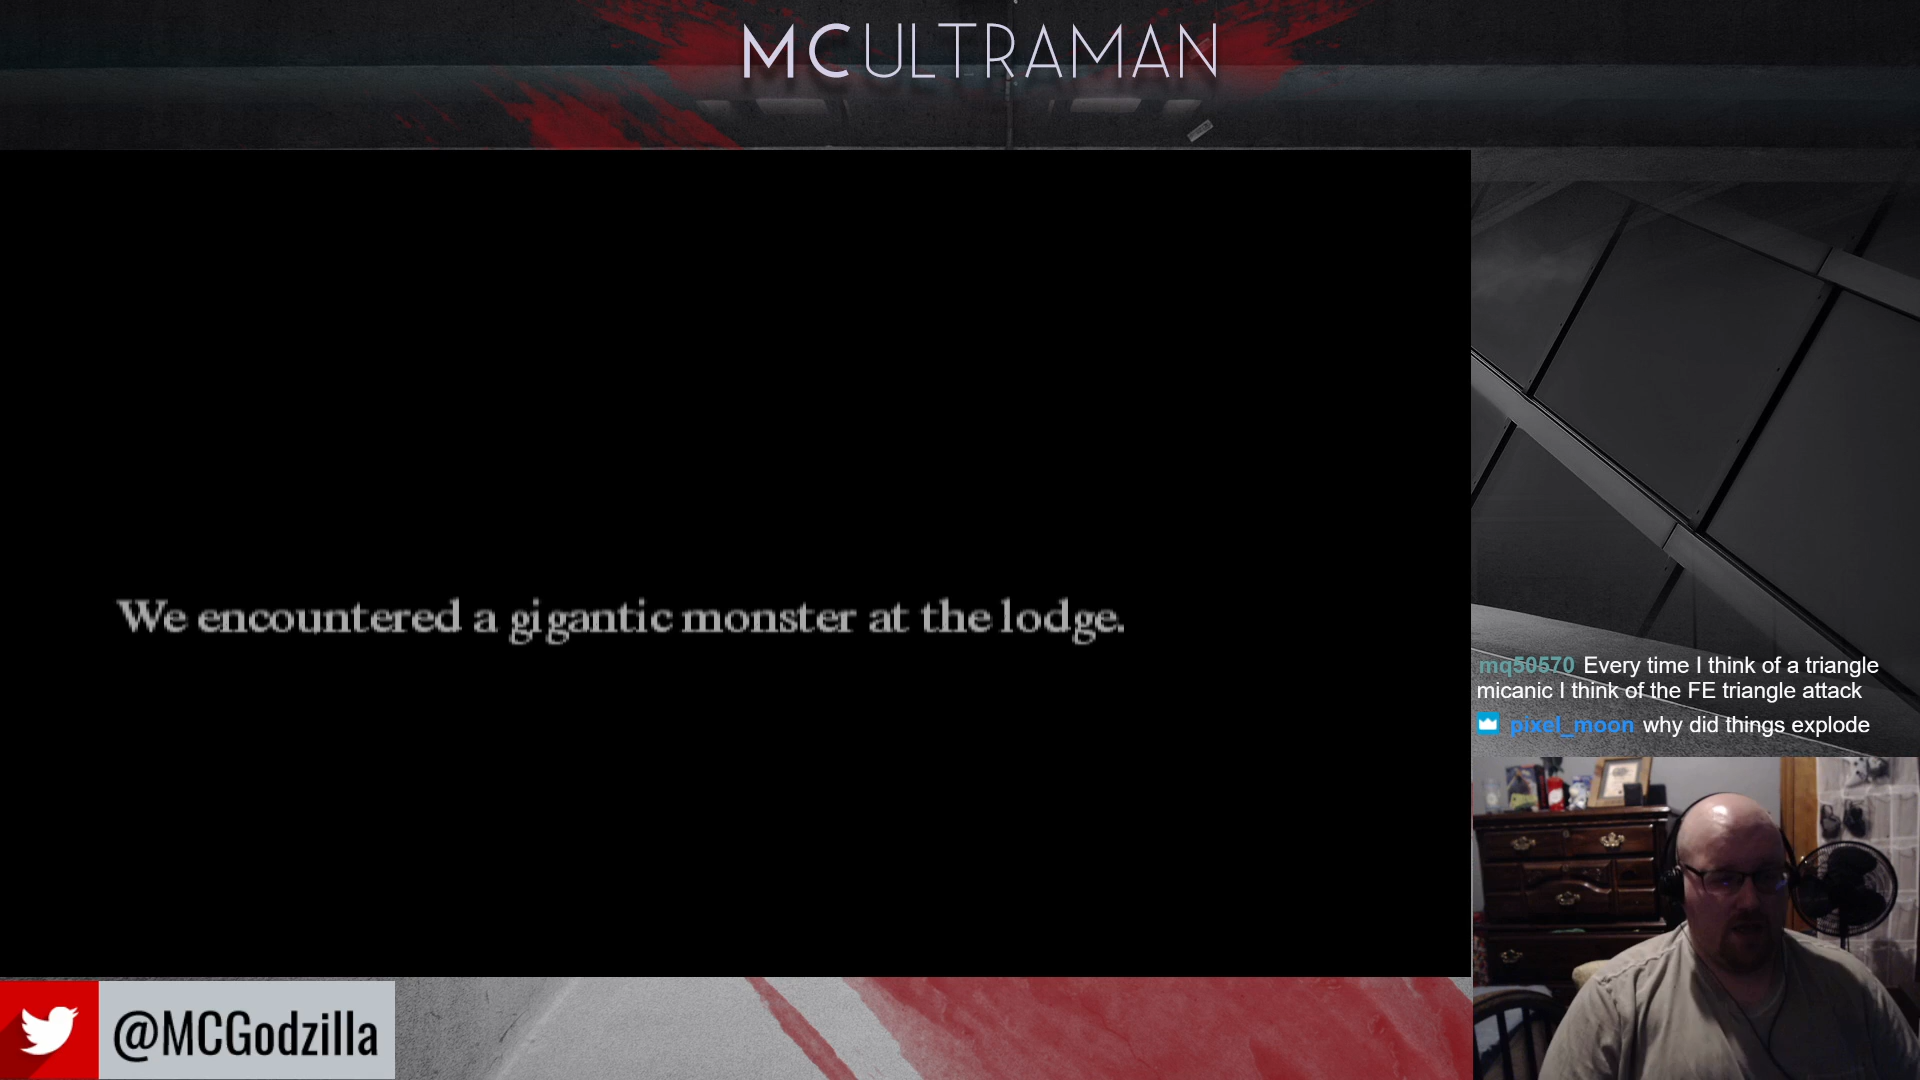 MCULTRAMAN
We encountered a gigantic monster at the lodge.
mq50570 Every time I think of a triangle
micanic I think of the FE triangle attack
pixel_moon why did things explode
@MCGodzilla